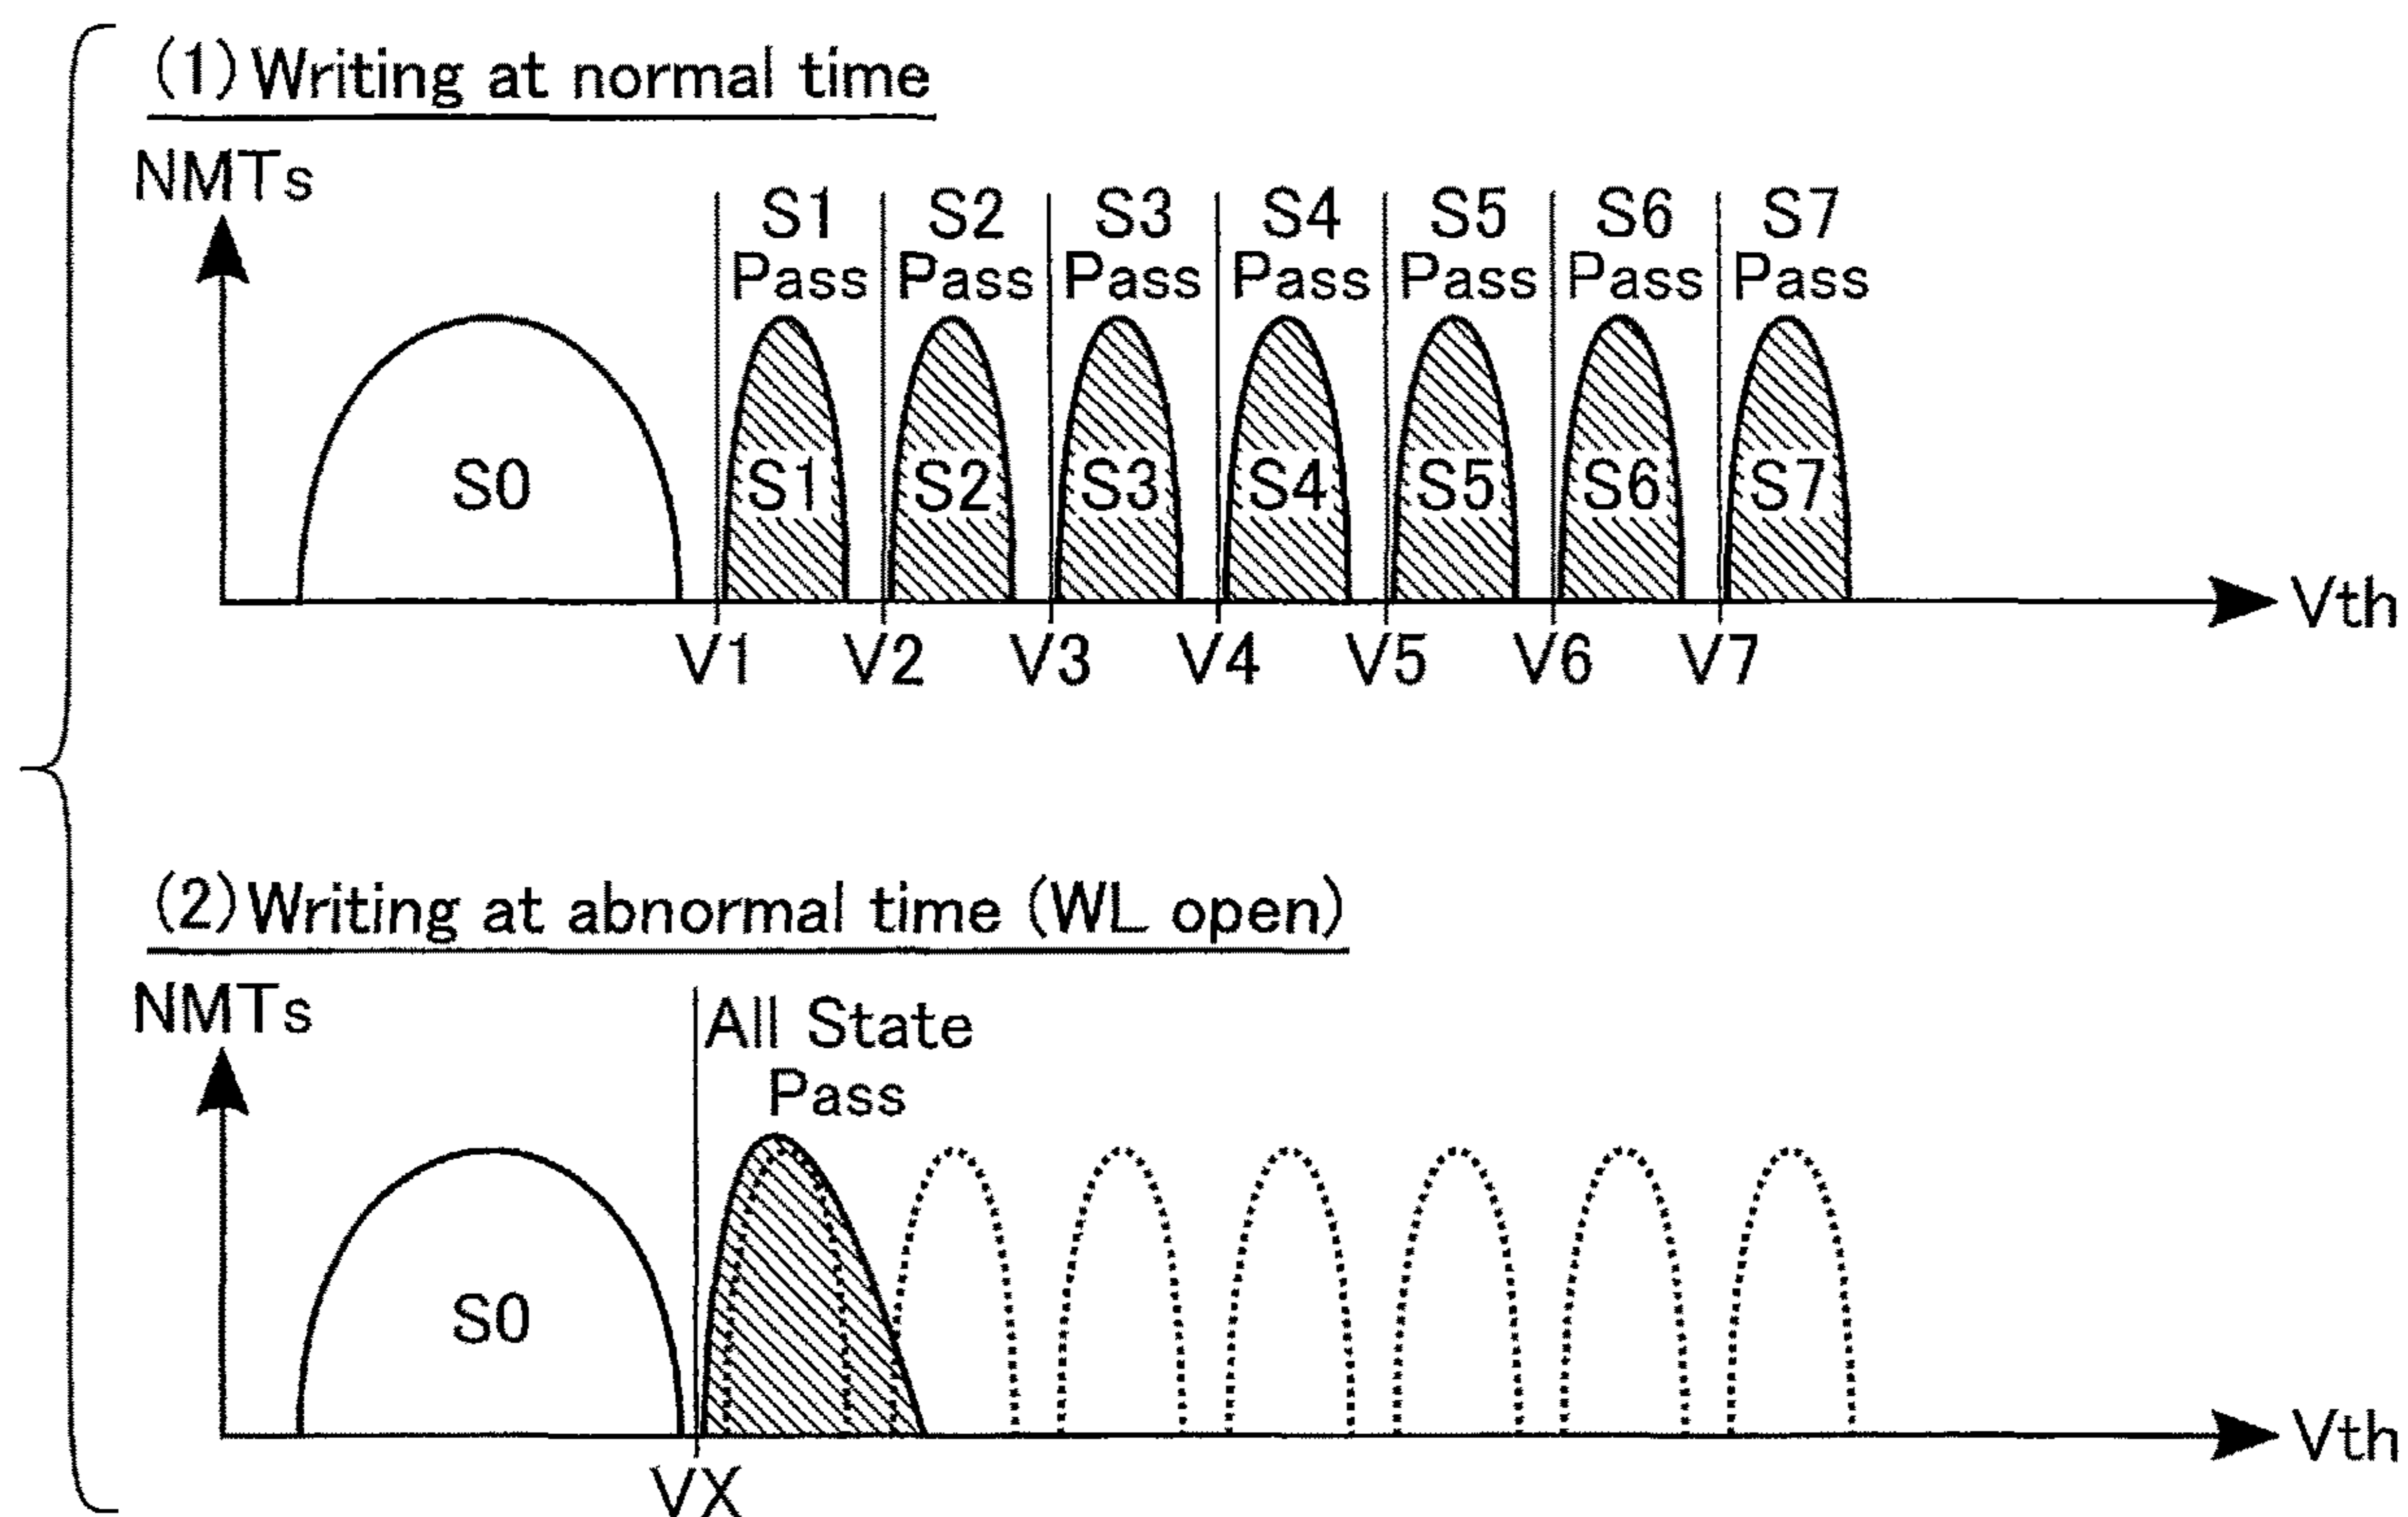 (1)Writing at normal time
NMTs
S1 S2 S3 S4 S5 S6 S7
Pass Pass Pass Pass Pass Pass Pass
S0 S1 S2 S3 S4 S5 S6 S7
Vth
V1 V2 V3 V4 V5 V6 V7
(2)Writing at abnormal time (WL open)
NMTs
All State
Pass
S0
Vth
VX